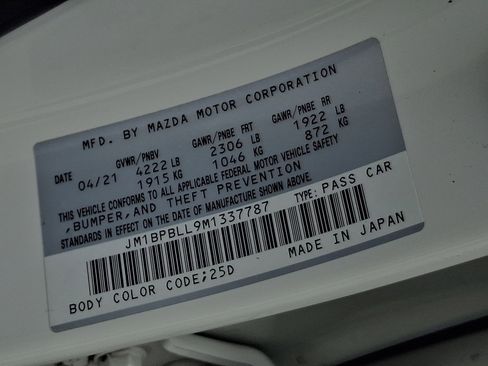 MFD. BY MAZDA MOTOR CORPORATION
DATE GVWR/PNBV GAWR/PNBE FRT GAWR/PNBE RR
04/21 4222 LB 2306 LB 1922 LB
1915 KG 1046 KG 872 KG
THIS VEHICLE CONFORMS TO ALL APPLICABLE FEDERAL MOTOR VEHICLE SAFETY
,BUMPER,AND THEFT PREVENTION
STANDARDS IN EFFECT ON THE DATE OF MANUFACTURE SHOWN ABOVE.
JM1BPBLL9M1337787 TYPE: PASS CAR
BODY COLOR CODE;25D MADE IN JAPAN